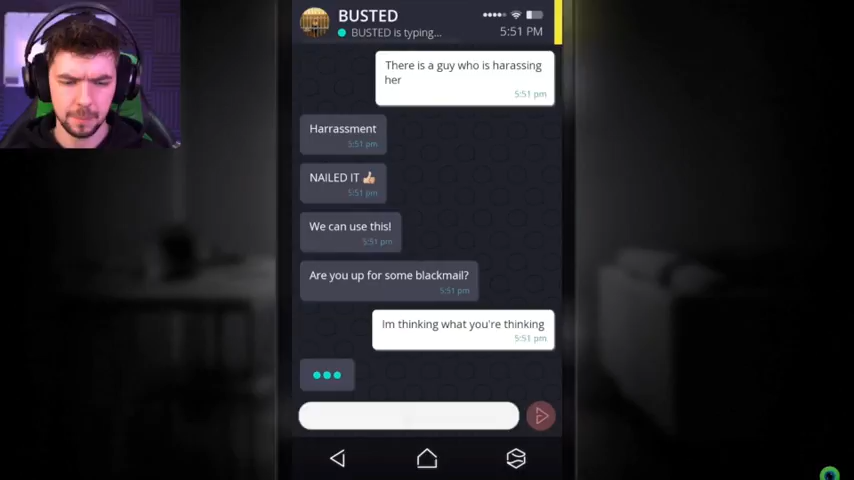 BUSTED
BUSTED is typing...
5:51 PM
There is a guy who is harassing
her
5:51 pm
Harrassment
5:51 pm
NAILED IT 👍🏼
5:51 pm
We can use this!
5:51 pm
Are you up for some blackmail?
5:51 pm
Im thinking what you're thinking
5:51 pm